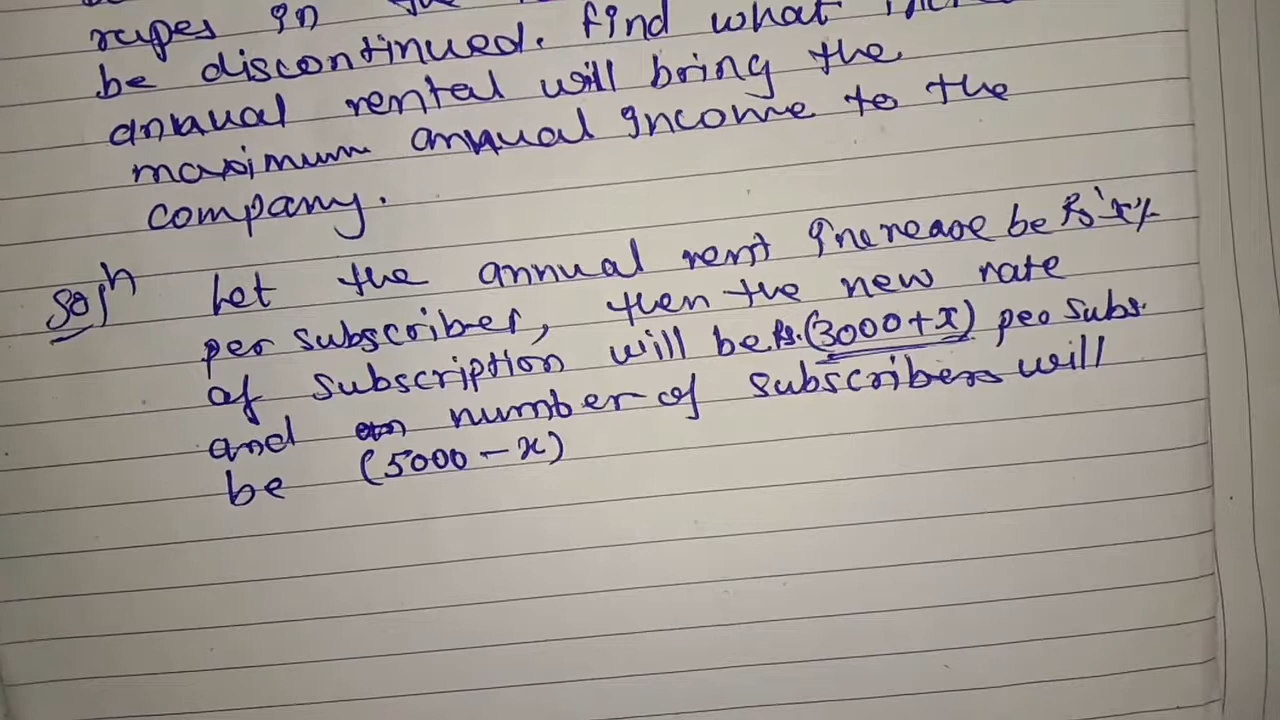 rupes in the
be discontinued. find what
annual rental will bring the
maximum annual income to the
company.
Solⁿ Let the annual rent increase be Rs 'x'/-
per subscriber, then the new rate
of subscription will be Rs. (3000+x) per subs.
and number of subscribers will
be (5000-x)